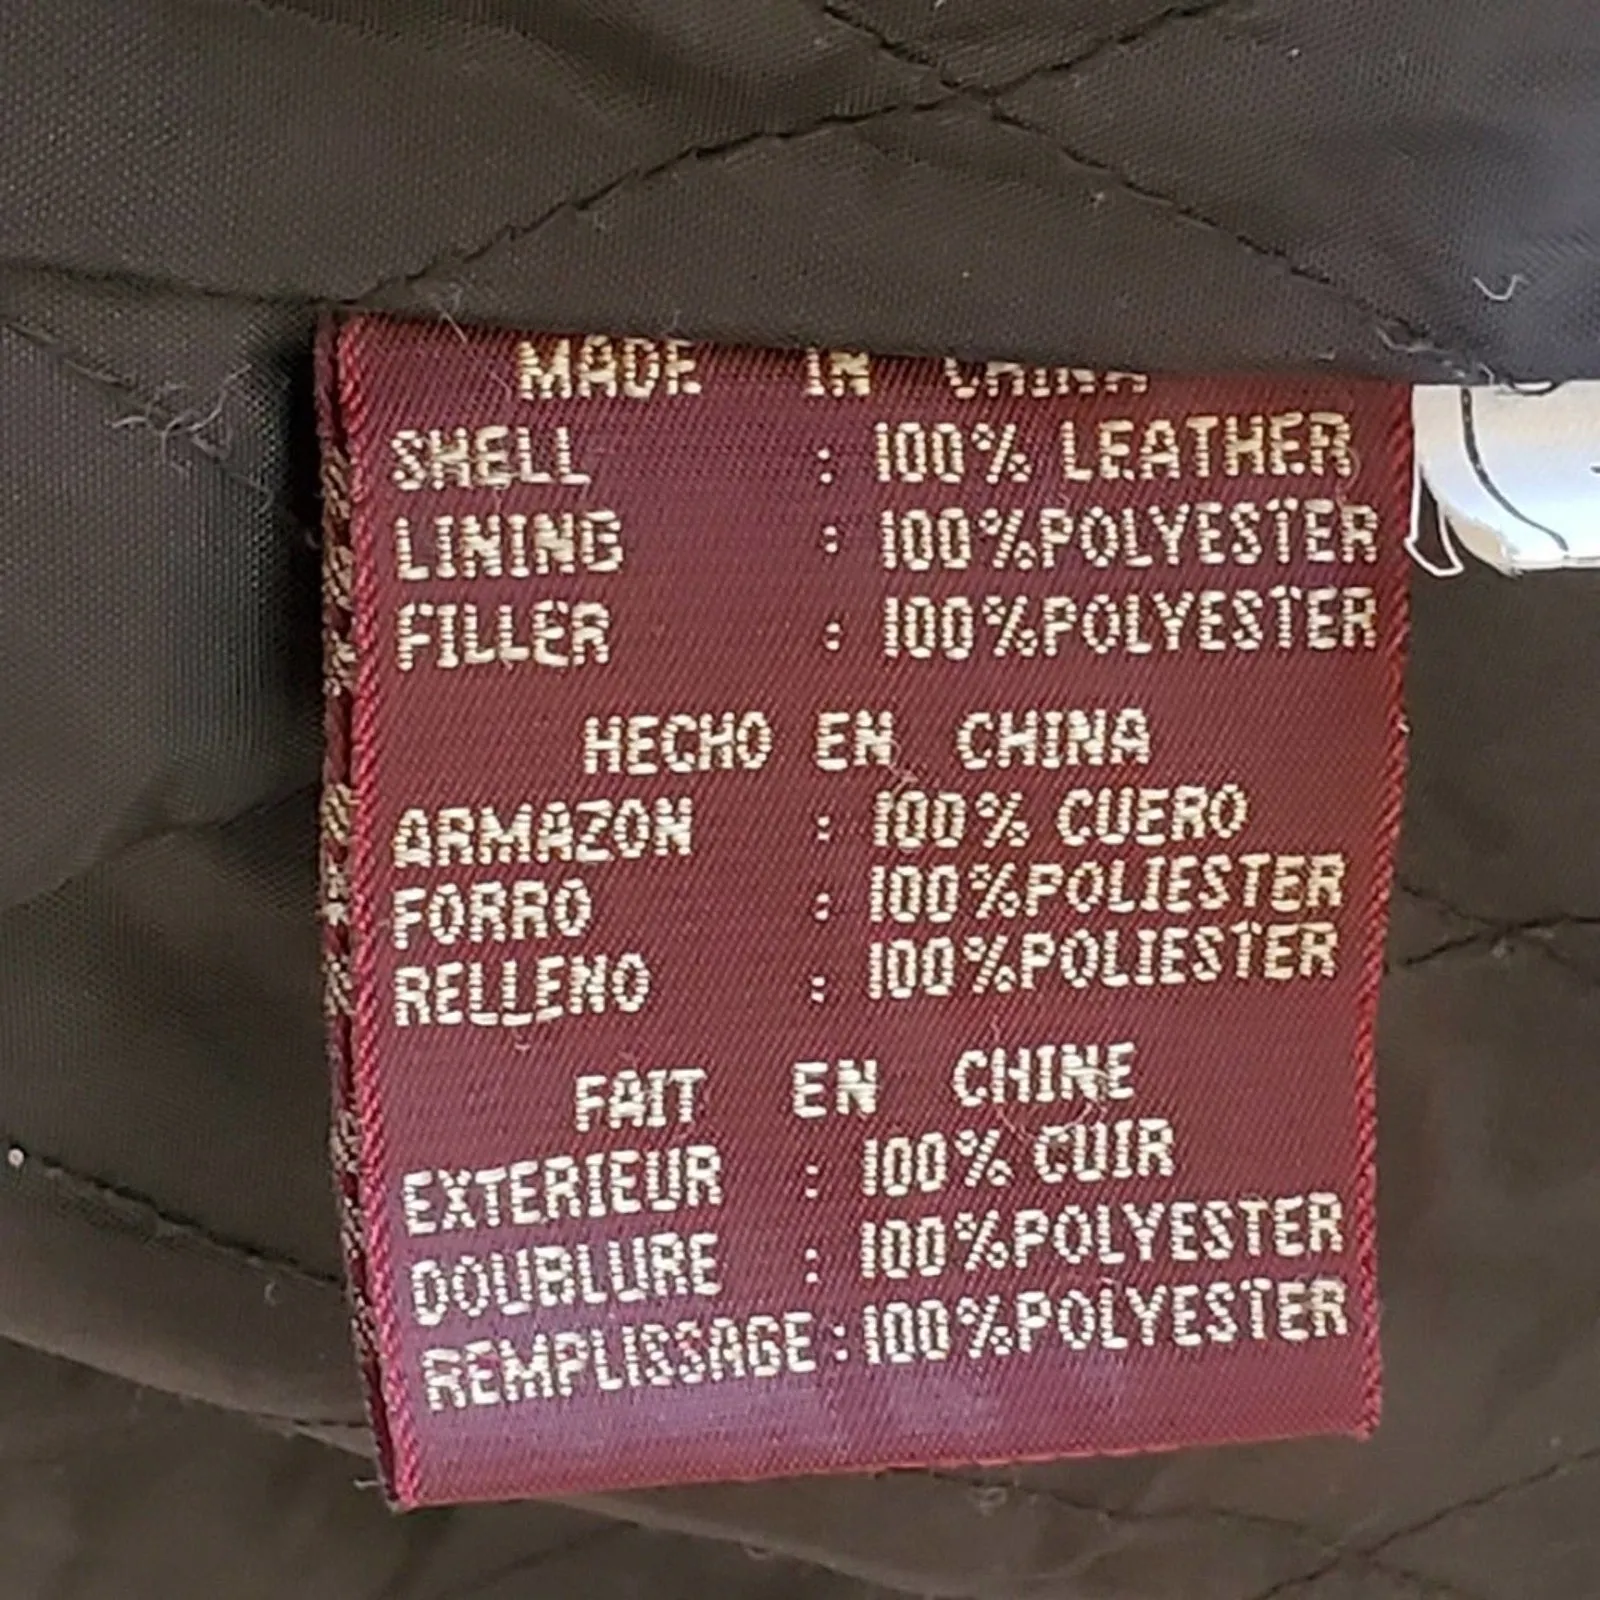 MADE IN CHINA
SHELL : 100% LEATHER
LINING : 100%POLYESTER
FILLER : 100%POLYESTER
HECHO EN CHINA
ARMAZON : 100% CUERO
FORRO : 100%POLIESTER
RELLENO : 100%POLIESTER
FAIT EN CHINE
EXTERIEUR : 100% CUIR
DOUBLURE : 100%POLYESTER
REMPLISSAGE : 100%POLYESTER